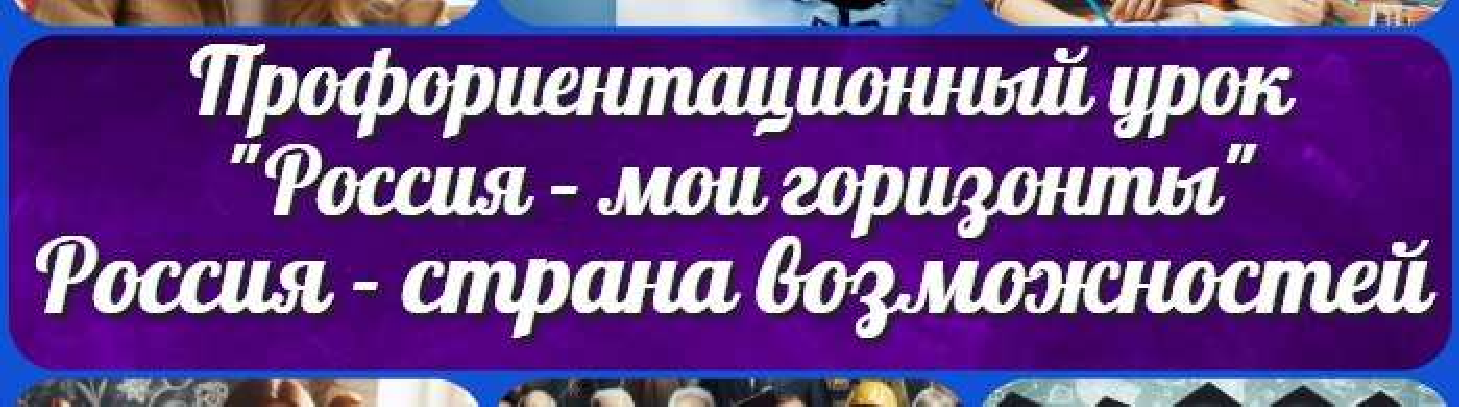 Профориентационный урок
"Россия - мои горизонты"
Россия - страна возможностей